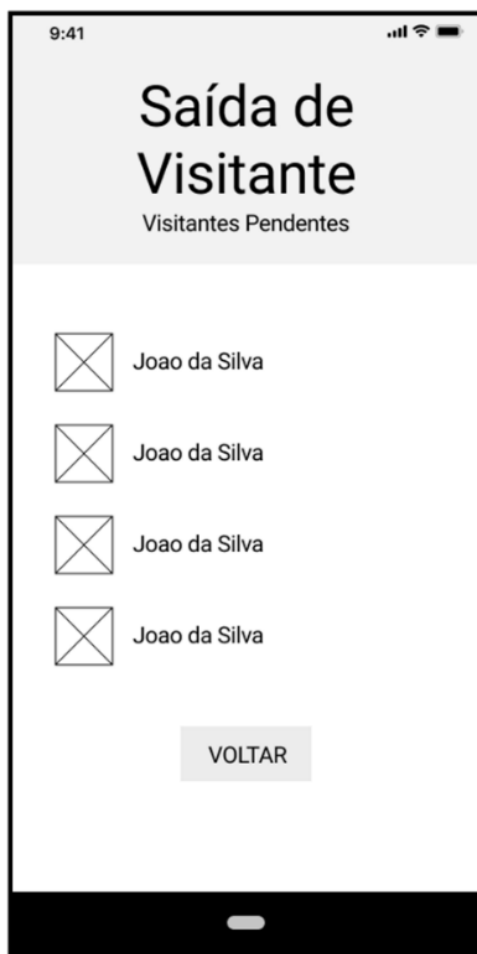 9:41
Saída de
Visitante
Visitantes Pendentes
Joao da Silva
Joao da Silva
Joao da Silva
Joao da Silva
VOLTAR